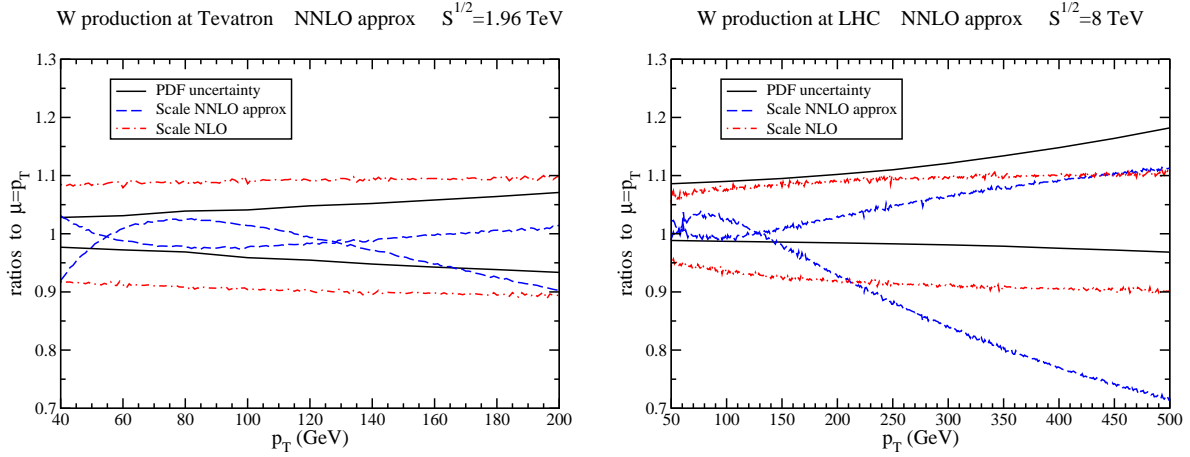 W production at Tevatron NNLO approx S^1/2=1.96 TeV
1.3
1.2
1.1
1
0.9
0.8
0.7
ratios to μ=p_T
PDF uncertainty
Scale NNLO approx
Scale NLO
40 60 80 100 120 140 160 180 200
p_T (GeV)
W production at LHC NNLO approx S^1/2=8 TeV
1.3
1.2
1.1
1
0.9
0.8
0.7
ratios to μ=p_T
PDF uncertainty
Scale NNLO approx
Scale NLO
50 100 150 200 250 300 350 400 450 500
p_T (GeV)